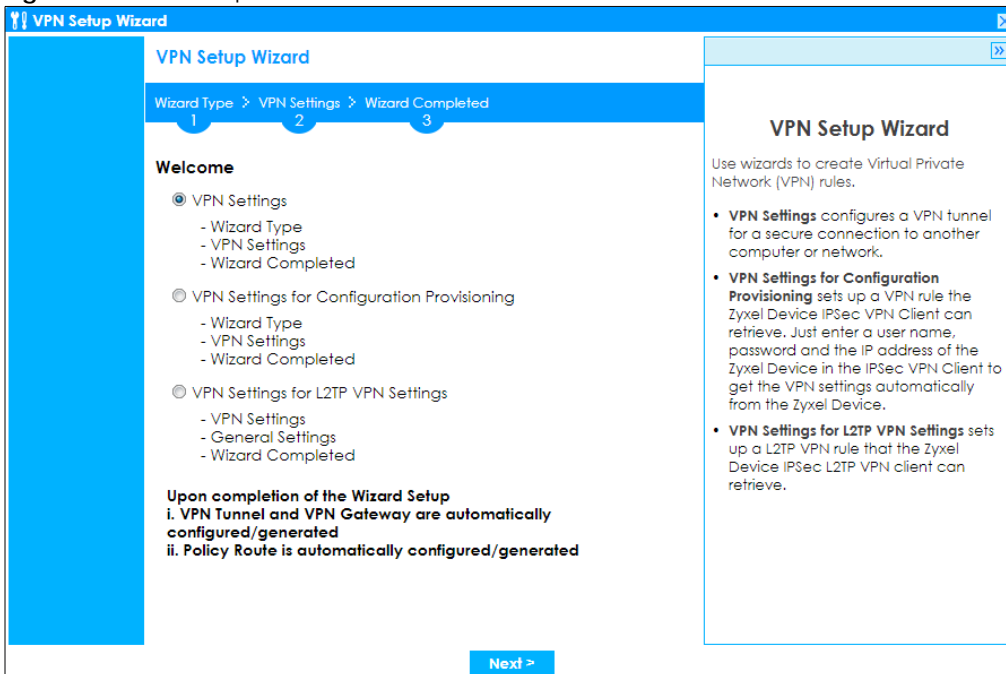 VPN Setup Wizard
VPN Setup Wizard
Wizard Type > VPN Settings > Wizard Completed
1 2 3
Welcome
VPN Settings
- Wizard Type
- VPN Settings
- Wizard Completed
VPN Settings for Configuration Provisioning
- Wizard Type
- VPN Settings
- Wizard Completed
VPN Settings for L2TP VPN Settings
- VPN Settings
- General Settings
- Wizard Completed
Upon completion of the Wizard Setup
i. VPN Tunnel and VPN Gateway are automatically
configured/generated
ii. Policy Route is automatically configured/generated
Next >
VPN Setup Wizard
Use wizards to create Virtual Private
Network (VPN) rules.
• VPN Settings configures a VPN tunnel
for a secure connection to another
computer or network.
• VPN Settings for Configuration
Provisioning sets up a VPN rule the
Zyxel Device IPSec VPN Client can
retrieve. Just enter a user name,
password and the IP address of the
Zyxel Device in the IPSec VPN Client to
get the VPN settings automatically
from the Zyxel Device.
• VPN Settings for L2TP VPN Settings sets
up a L2TP VPN rule that the Zyxel
Device IPSec L2TP VPN client can
retrieve.